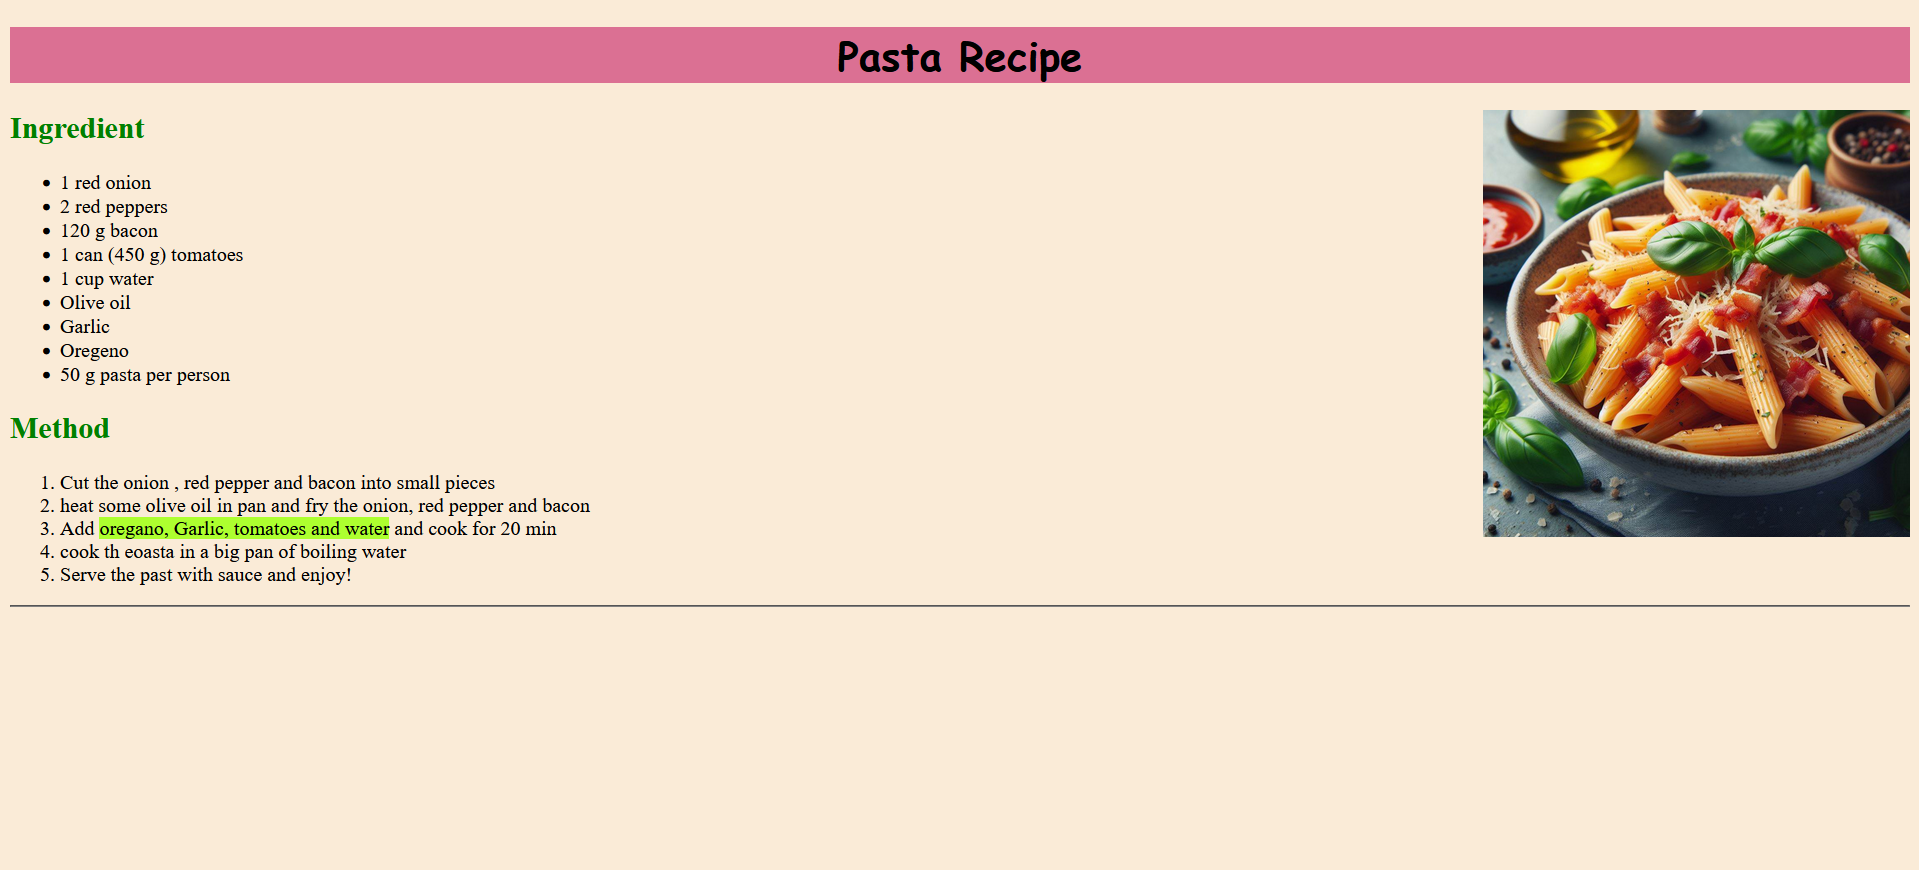 Pasta Recipe
Ingredient
1 red onion
2 red peppers
120 g bacon
1 can (450 g) tomatoes
1 cup water
Olive oil
Garlic
Oregeno
50 g pasta per person
Method
1. Cut the onion , red pepper and bacon into small pieces
2. heat some olive oil in pan and fry the onion, red pepper and bacon
3. Add oregano, Garlic, tomatoes and water and cook for 20 min
4. cook th eoasta in a big pan of boiling water
5. Serve the past with sauce and enjoy!